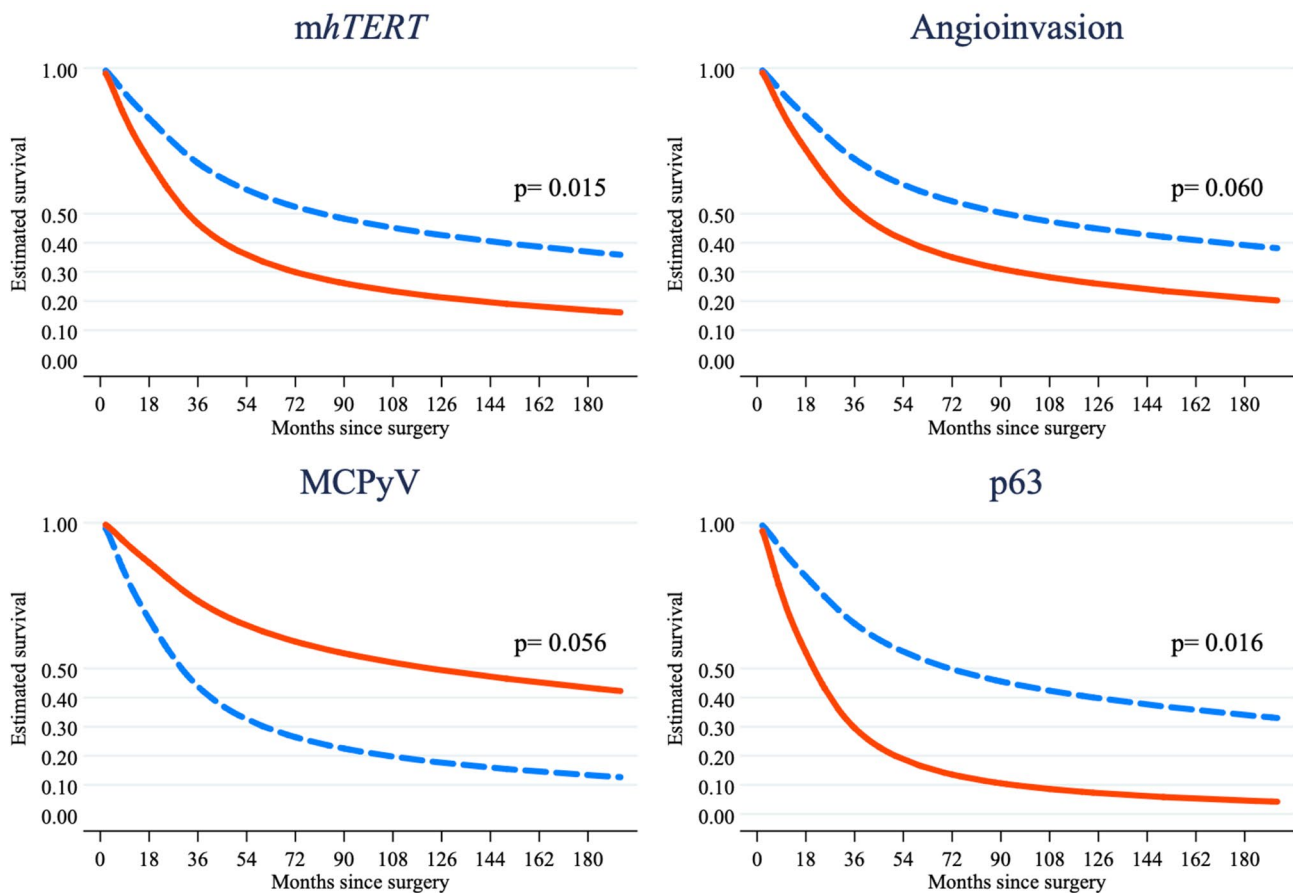 mhTERT
Estimated survival
1.00
0.50
0.40
0.30
0.20
0.10
0.00
p= 0.015
0 18 36 54 72 90 108 126 144 162 180
Months since surgery
Angioinvasion
Estimated survival
1.00
0.50
0.40
0.30
0.20
0.10
0.00
p= 0.060
0 18 36 54 72 90 108 126 144 162 180
Months since surgery
MCPyV
Estimated survival
1.00
0.50
0.40
0.30
0.20
0.10
0.00
p= 0.056
0 18 36 54 72 90 108 126 144 162 180
Months since surgery
p63
Estimated survival
1.00
0.50
0.40
0.30
0.20
0.10
0.00
p= 0.016
0 18 36 54 72 90 108 126 144 162 180
Months since surgery